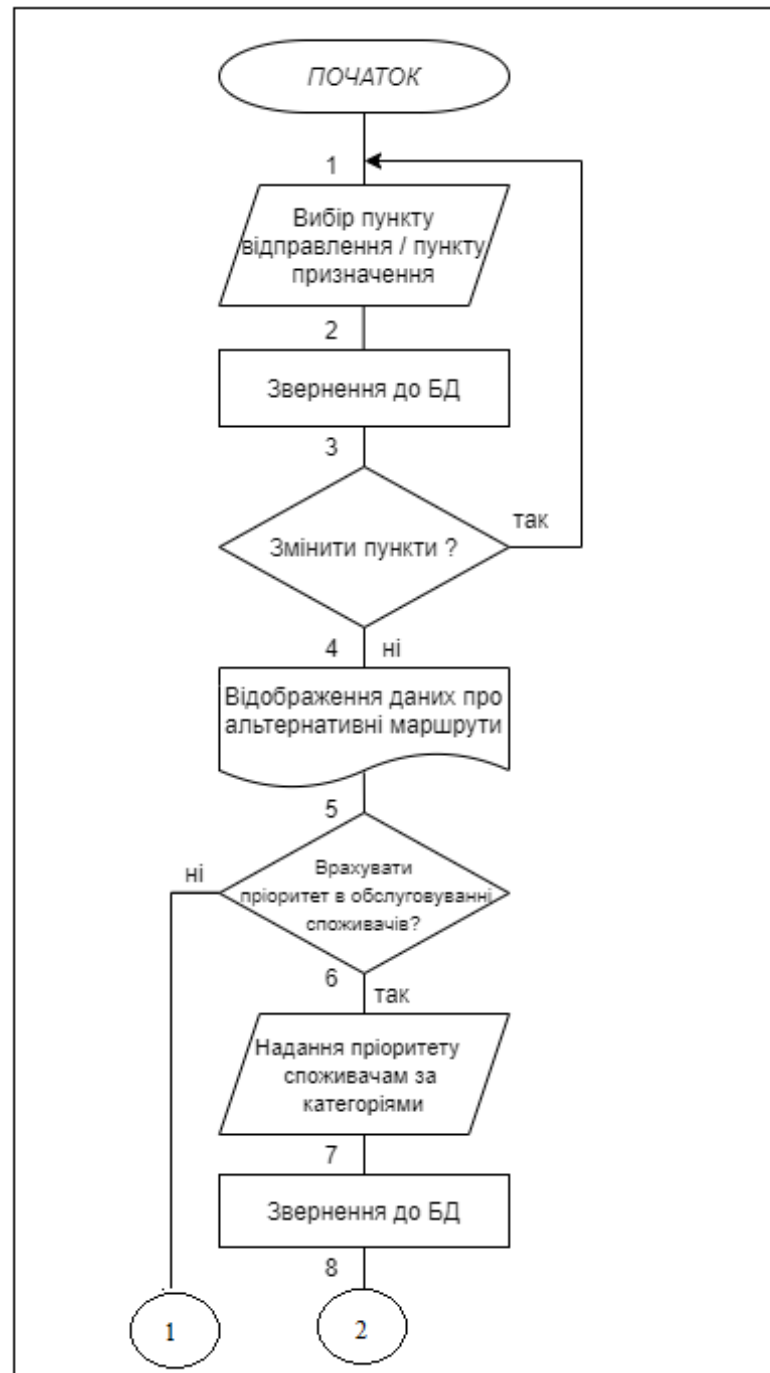 ПОЧАТОК
1
Вибір пункту
відправлення / пункту
призначення
2
Звернення до БД
3
Змінити пункти ?
так
4
ні
Відображення даних про
альтернативні маршрути
5
Врахувати
пріоритет в обслуговуванні
споживачів?
ні
6
так
Надання пріоритету
споживачам за
категоріями
7
Звернення до БД
8
1
2